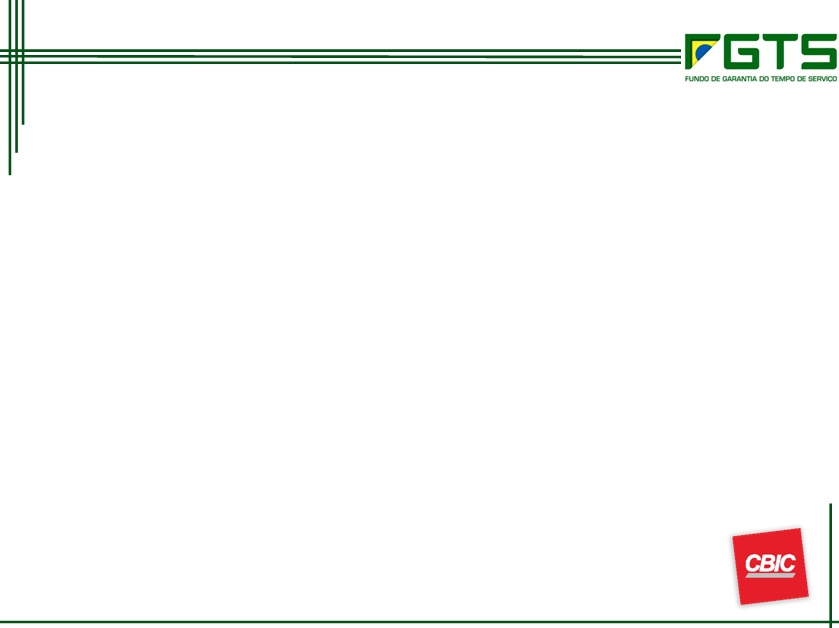 FGTS
FUNDO DE GARANTIA DO TEMPO DE SERVIÇO
CBIC